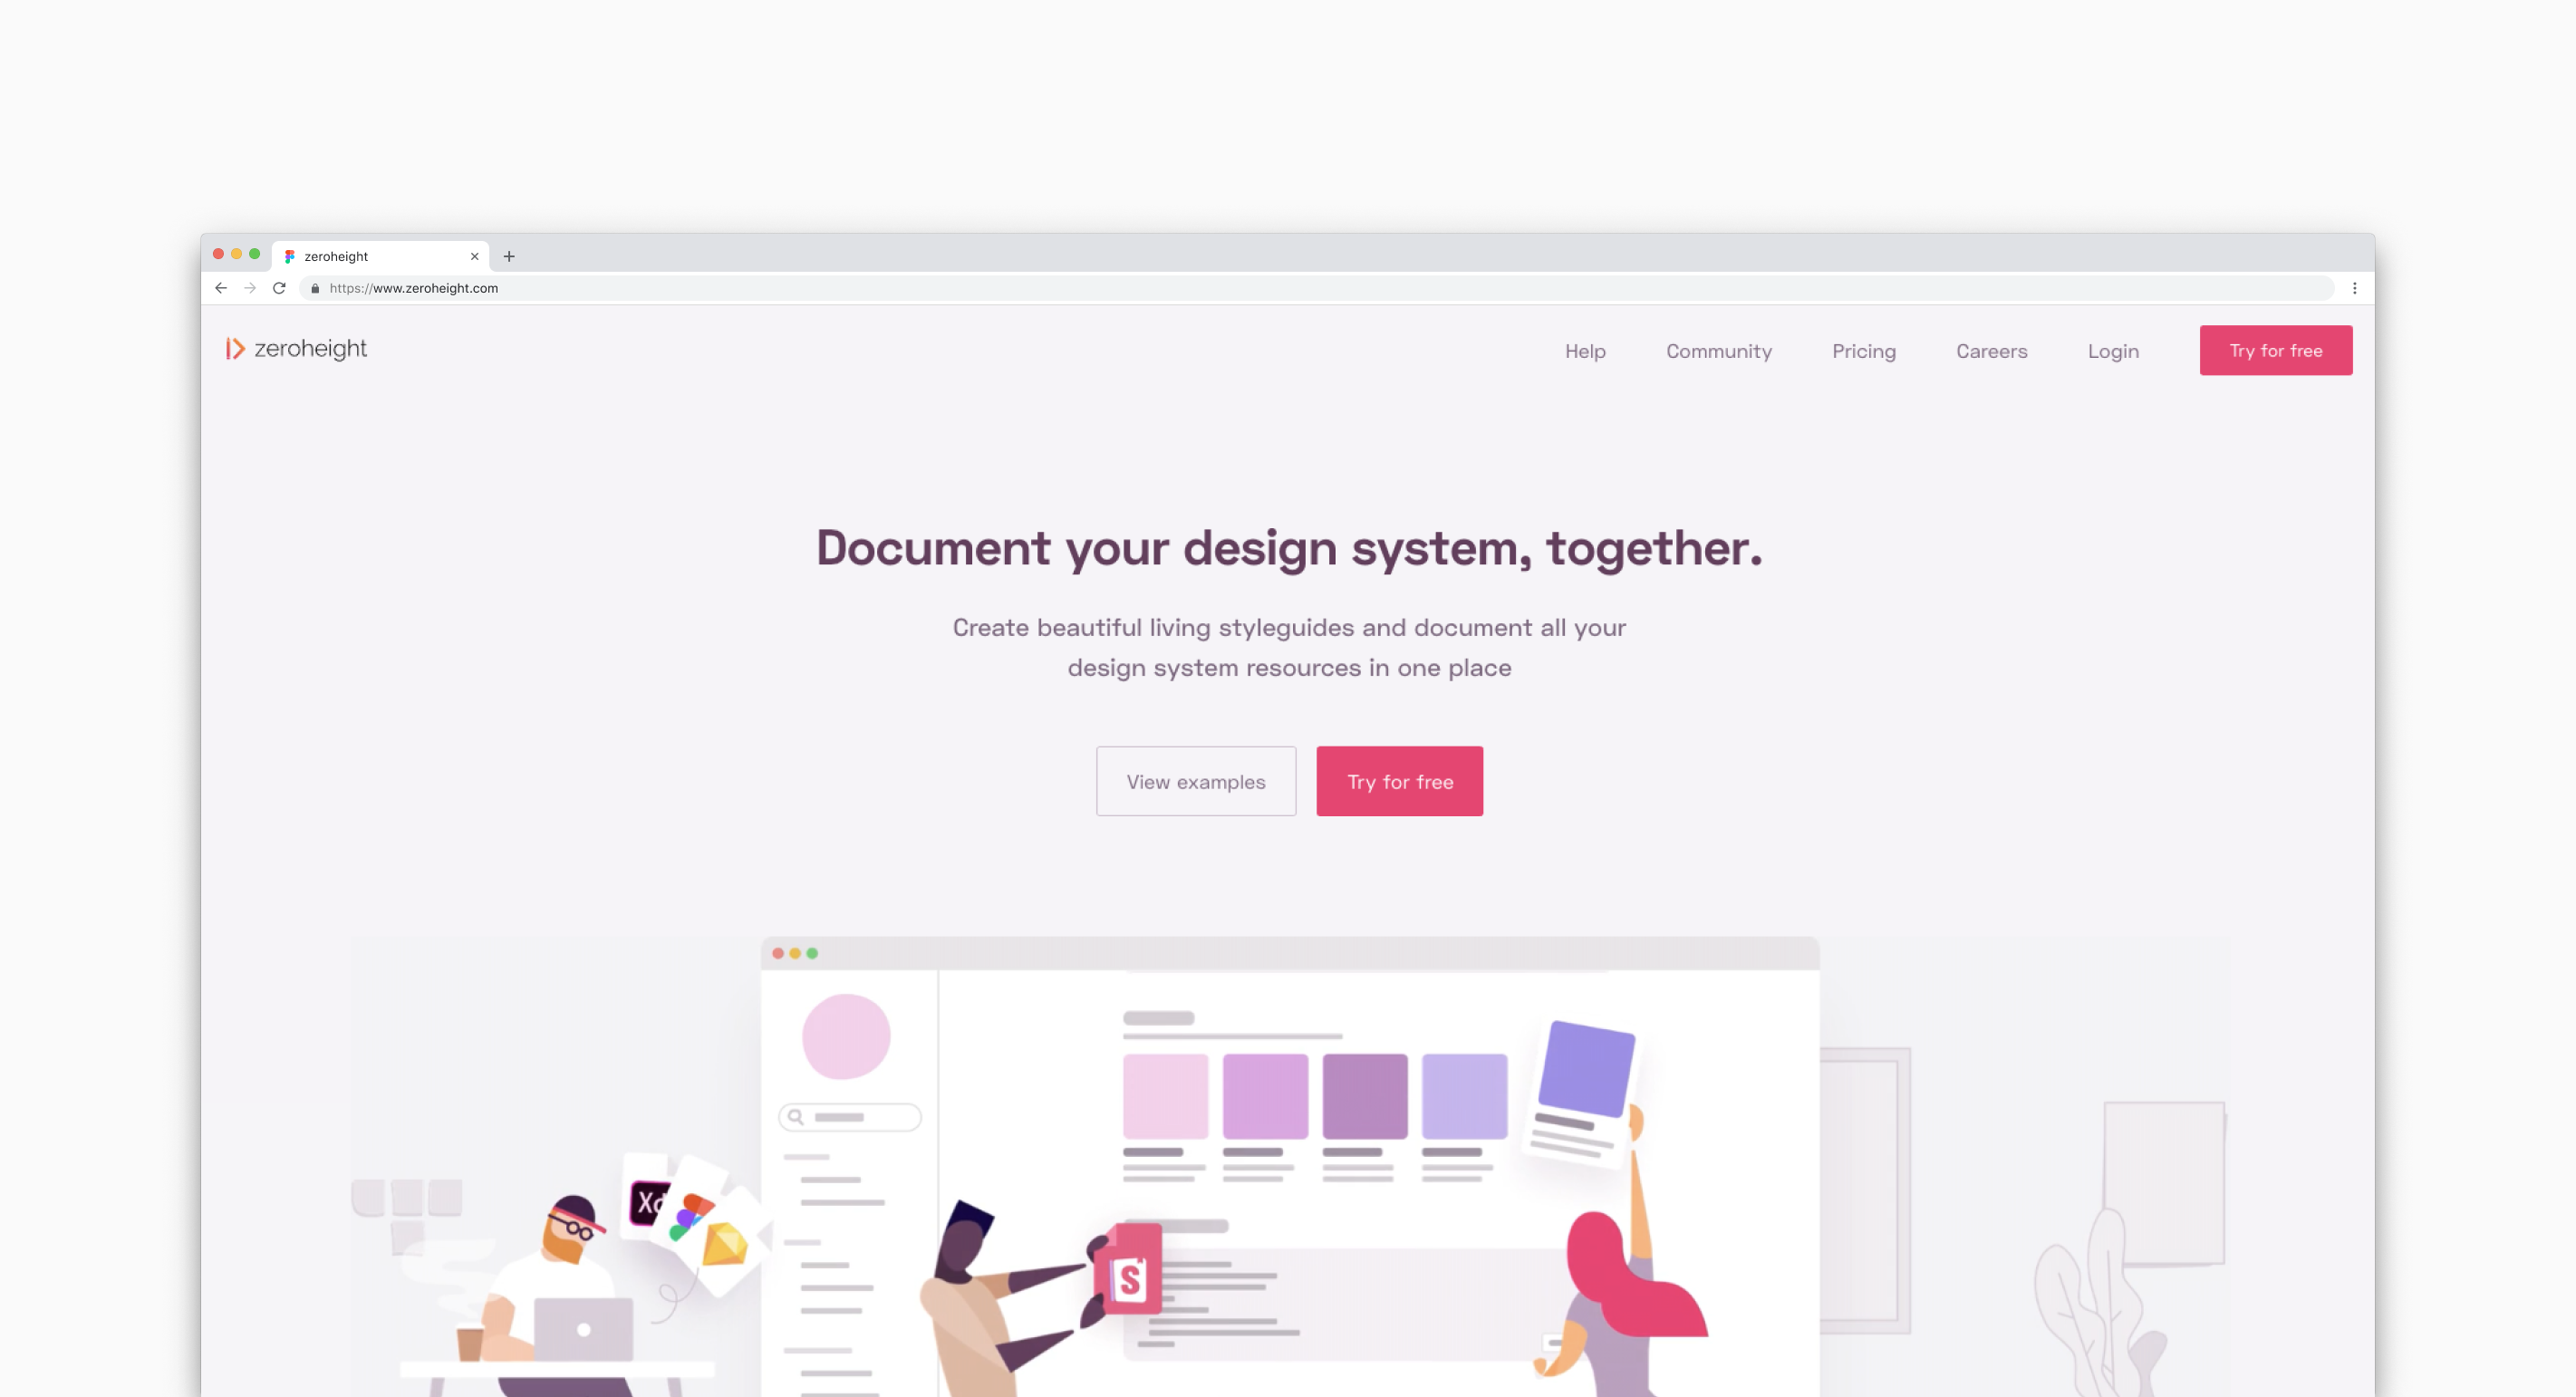 zeroheight
https://www.zeroheight.com
zeroheight
Help Community Pricing Careers Login Try for free
Document your design system, together.
Create beautiful living styleguides and document all your
design system resources in one place
View examples Try for free
Xd
S